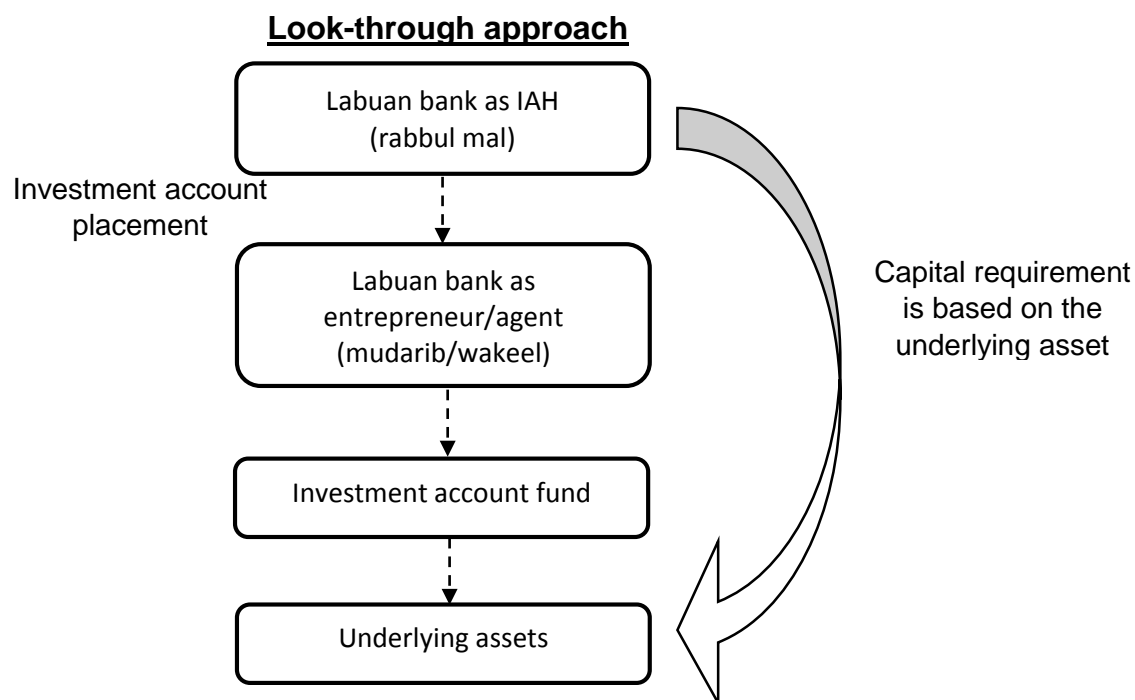 Look-through approach
Labuan bank as IAH
(rabbul mal)
Investment account
placement
Labuan bank as
entrepreneur/agent
(mudarib/wakeel)
Capital requirement
is based on the
underlying asset
Investment account fund
Underlying assets